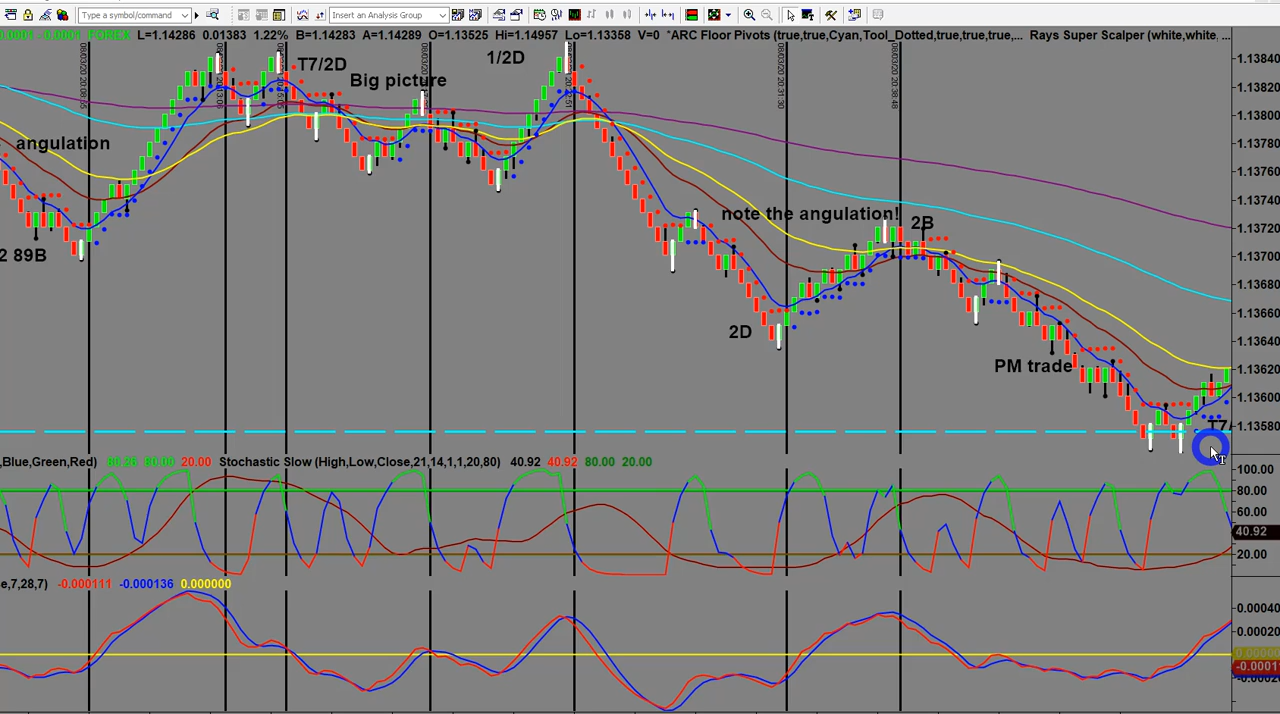 Type a symbol/command
Insert an Analysis Group
FOREX L=1.14286 0.01383 1.22% B=1.14283 A=1.14289 O=1.13525 Hi=1.14957 Lo=1.13358 V=0 "ARC Floor Pivots (true,true,Cyan,Tool_Dotted,true,true,true,... Rays Super Scalper (white,white, ...
T7/2D
1/2D
Big picture
angulation
note the angulation!
2B
2 89B
2D
PM trade
T7
1.13840
1.13820
1.13800
1.13780
1.13760
1.13740
1.13720
1.13700
1.13680
1.13660
1.13640
1.13620
1.13600
1.13580
,Blue,Green,Red) 80.00 20.00 Stochastic Slow (High,Low,Close,21,14,1,1,20,80) 40.92 40.92 80.00 20.00
100.00
80.00
60.00
40.92
20.00
e,7,28,7) -0.000111 -0.000136 0.000000
0.00040
0.00020